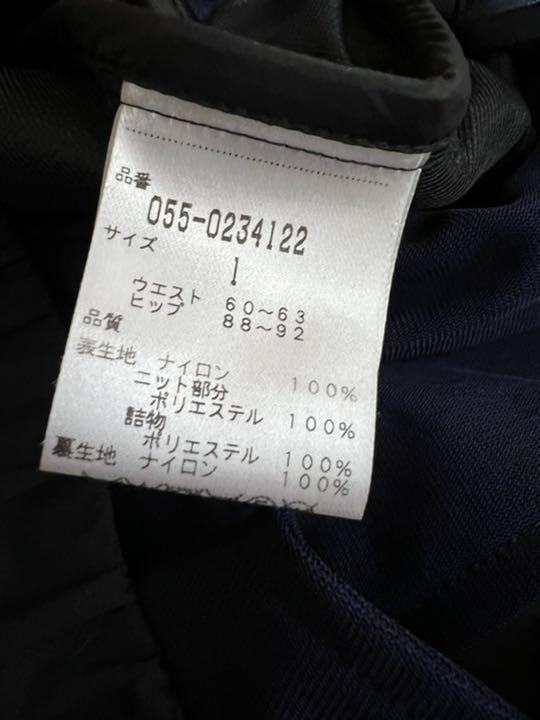 品番
055-0234122
サイズ
1
ウエスト 60〜63
ヒップ 88〜92
品質
表生地 ナイロン 100%
ニット部分
ポリエステル 100%
詰物
ポリエステル 100%
裏生地 ナイロン 100%